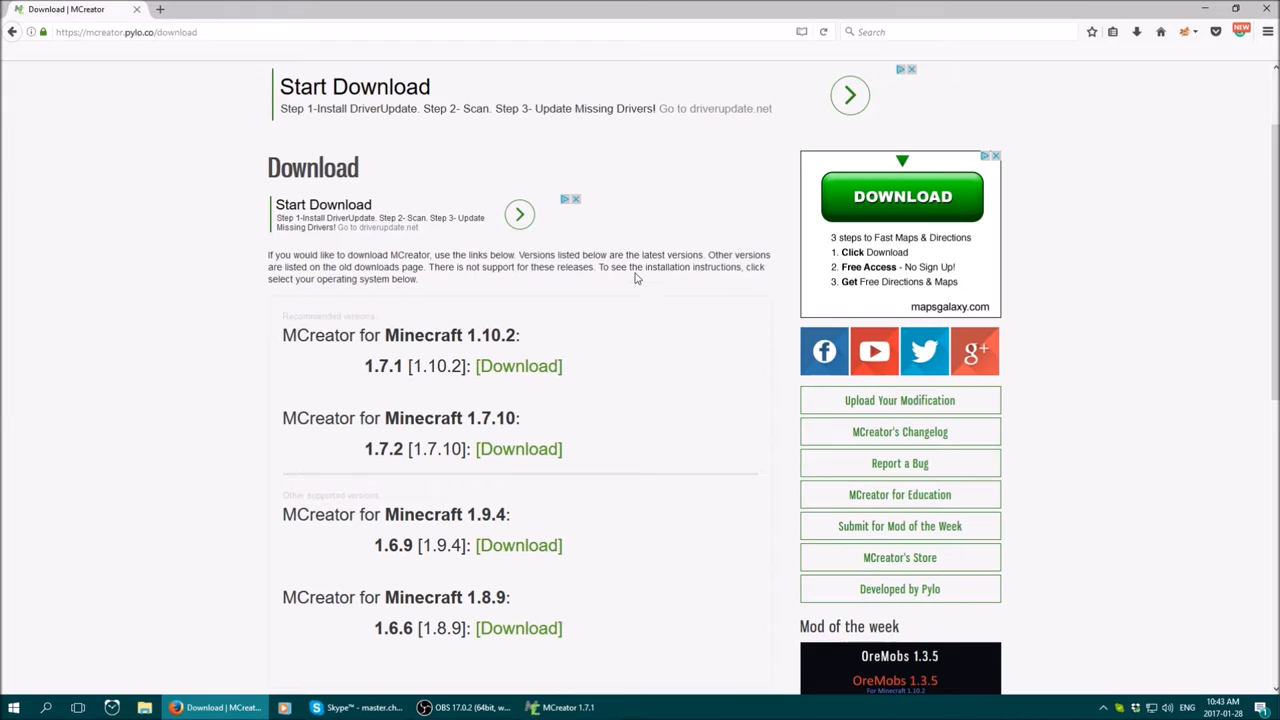 Download | MCreator
https://mcreator.pylo.co/download
Search
NEW
Start Download
Step 1-Install DriverUpdate. Step 2- Scan. Step 3- Update Missing Drivers! Go to driverupdate.net
Download
Start Download
Step 1-Install DriverUpdate. Step 2- Scan. Step 3- Update
Missing Drivers! Go to driverupdate.net
If you would like to download MCreator, use the links below. Versions listed below are the latest versions. Other versions
are listed on the old downloads page. There is not support for these releases. To see the installation instructions, click
select your operating system below.
Recommended versions:
MCreator for Minecraft 1.10.2:
1.7.1 [1.10.2]: [Download]
MCreator for Minecraft 1.7.10:
1.7.2 [1.7.10]: [Download]
Other supported versions:
MCreator for Minecraft 1.9.4:
1.6.9 [1.9.4]: [Download]
MCreator for Minecraft 1.8.9:
1.6.6 [1.8.9]: [Download]
DOWNLOAD
3 steps to Fast Maps & Directions
1. Click Download
2. Free Access - No Sign Up!
3. Get Free Directions & Maps
mapsgalaxy.com
Upload Your Modification
MCreator's Changelog
Report a Bug
MCreator for Education
Submit for Mod of the Week
MCreator's Store
Developed by Pylo
Mod of the week
OreMobs 1.3.5
OreMobs 1.3.5
For Minecraft 1.10.2
Download | MCreat...
Skype™ - master.ch...
OBS 17.0.2 (64bit, w...
MCreator 1.7.1
ENG
10:43 AM
2017-01-28